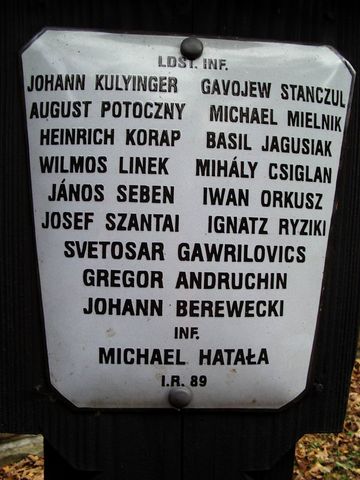 LDST. INF.
JOHANN KULYINGER GAVOJEW STANCZUL
AUGUST POTOCZNY MICHAEL MIELNIK
HEINRICH KORAP BASIL JAGUSIAK
WILMOS LINEK MIHÁLY CSIGLAN
JÁNOS SEBEN IWAN ORKUSZ
JOSEF SZANTAI IGNATZ RYZIKI
SVETOSAR GAWRILOVICS
GREGOR ANDRUCHIN
JOHANN BEREWECKI
INF.
MICHAEL HATAŁA
I.R. 89